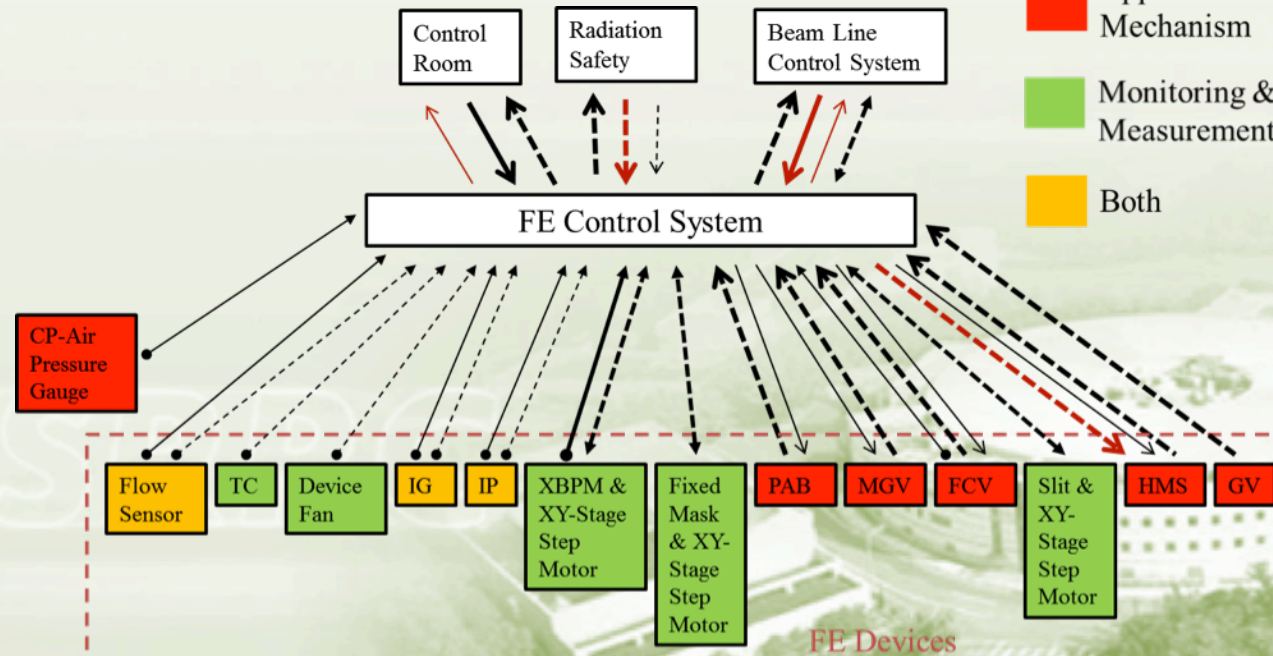 Control
Room
Radiation
Safety
Beam Line
Control System
Mechanism
Monitoring &
Measurement
Both
FE Control System
CP-Air
Pressure
Gauge
Flow
Sensor
TC
Device
Fan
IG
IP
XBPM &
XY-Stage
Step
Motor
Fixed
Mask
& XY-
Stage
Step
Motor
PAB
MGV
FCV
Slit &
XY-
Stage
Step
Motor
HMS
GV
FE Devices